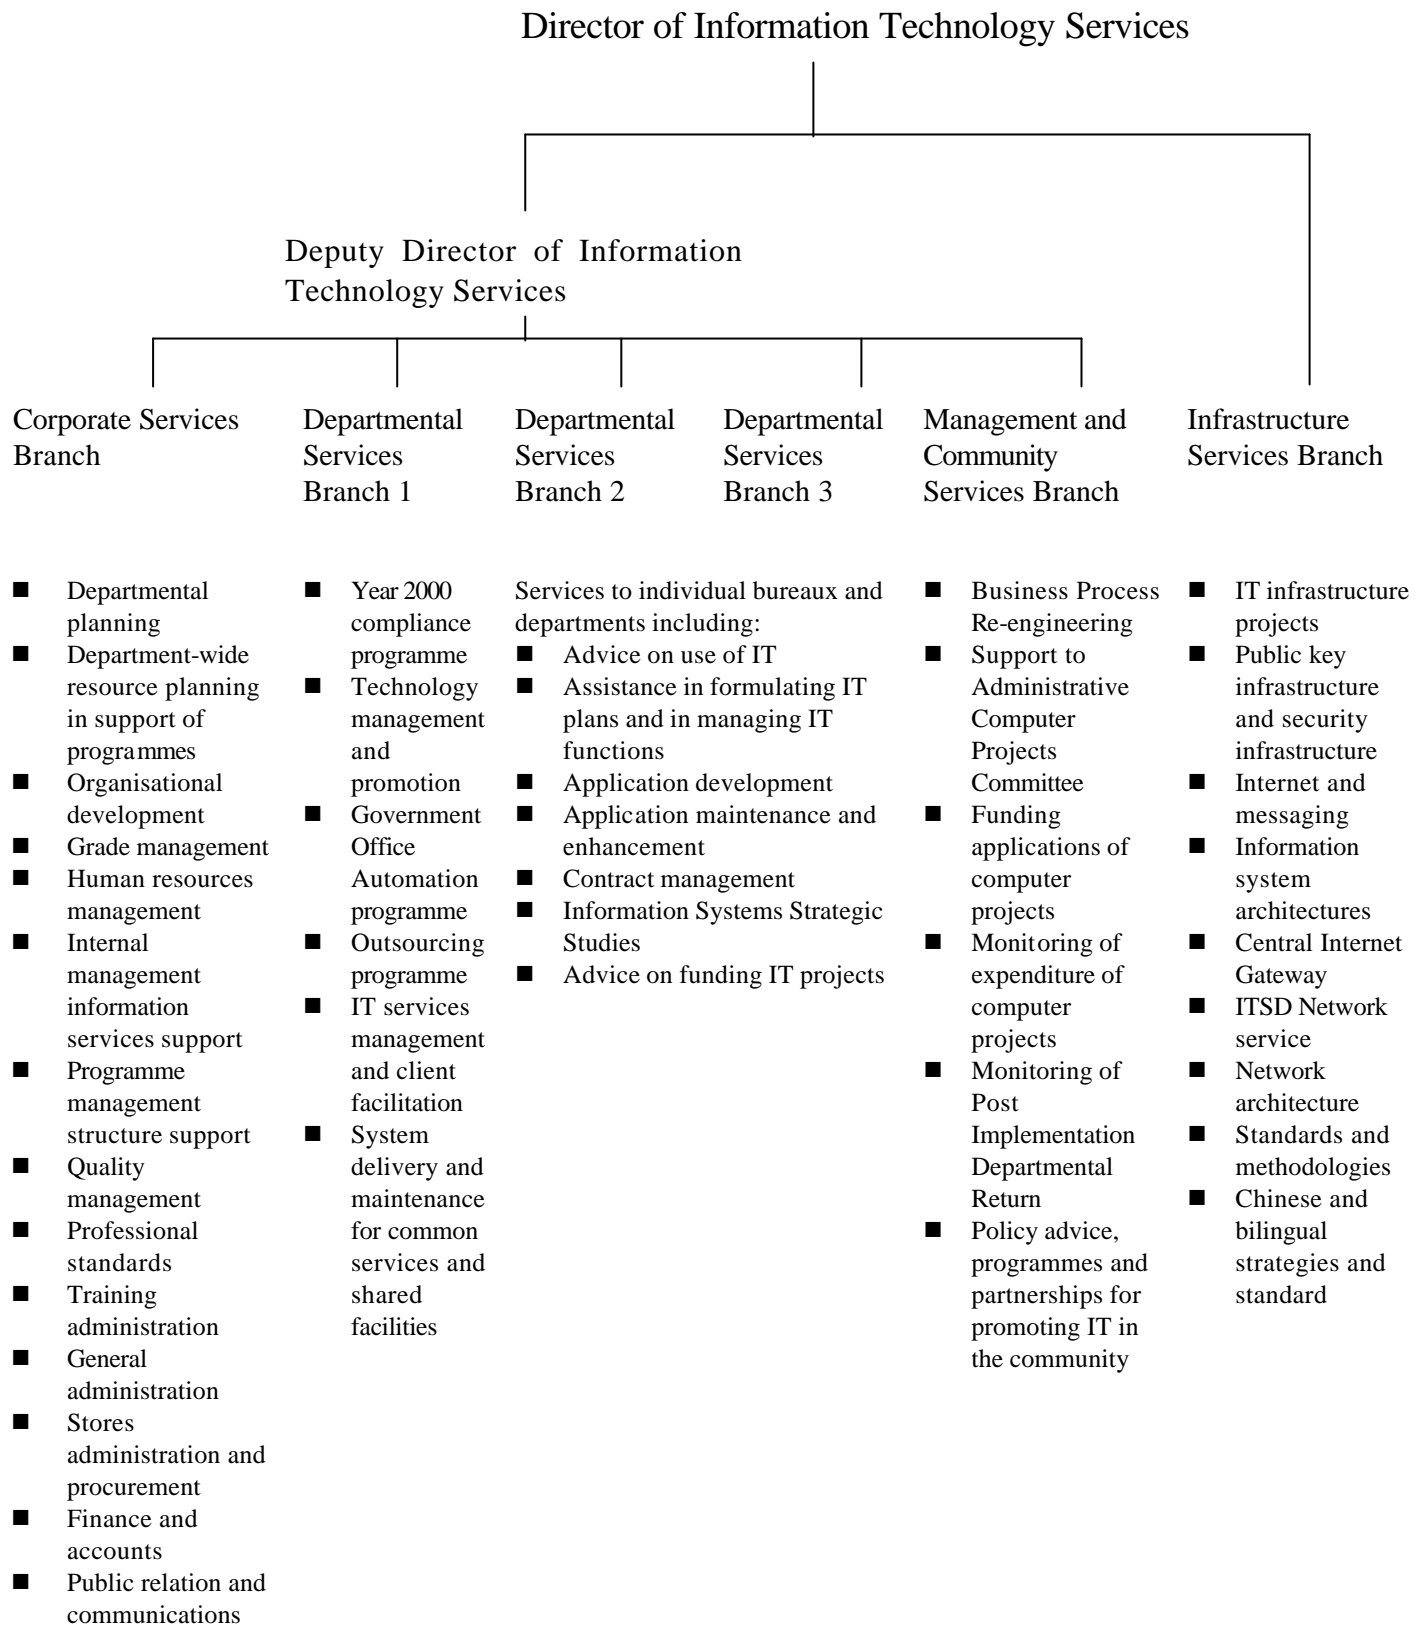 Director of Information Technology Services
Deputy Director of Information
Technology Services
Corporate Services
Branch
Departmental
Services
Branch 1
Departmental
Services
Branch 2
Departmental
Services
Branch 3
Management and
Community
Services Branch
Infrastructure
Services Branch
■ Departmental
planning
■ Department-wide
resource planning
in support of
programmes
■ Organisational
development
■ Grade management
■ Human resources
management
■ Internal
management
information
services support
■ Programme
management
structure support
■ Quality
management
■ Professional
standards
■ Training
administration
■ General
administration
■ Stores
administration and
procurement
■ Finance and
accounts
■ Public relation and
communications
■ Year 2000
compliance
programme
■ Technology
management
and
promotion
■ Government
Office
Automation
programme
■ Outsourcing
programme
■ IT services
management
and client
facilitation
■ System
delivery and
maintenance
for common
services and
shared
facilities
Services to individual bureaux and
departments including:
■ Advice on use of IT
■ Assistance in formulating IT
plans and in managing IT
functions
■ Application development
■ Application maintenance and
enhancement
■ Contract management
■ Information Systems Strategic
Studies
■ Advice on funding IT projects
■ Business Process
Re-engineering
■ Support to
Administrative
Computer
Projects
Committee
■ Funding
applications of
computer
projects
■ Monitoring of
expenditure of
computer
projects
■ Monitoring of
Post
Implementation
Departmental
Return
■ Policy advice,
programmes and
partnerships for
promoting IT in
the community
■ IT infrastructure
projects
■ Public key
infrastructure
and security
infrastructure
■ Internet and
messaging
■ Information
system
architectures
■ Central Internet
Gateway
■ ITSD Network
service
■ Network
architecture
■ Standards and
methodologies
■ Chinese and
bilingual
strategies and
standard